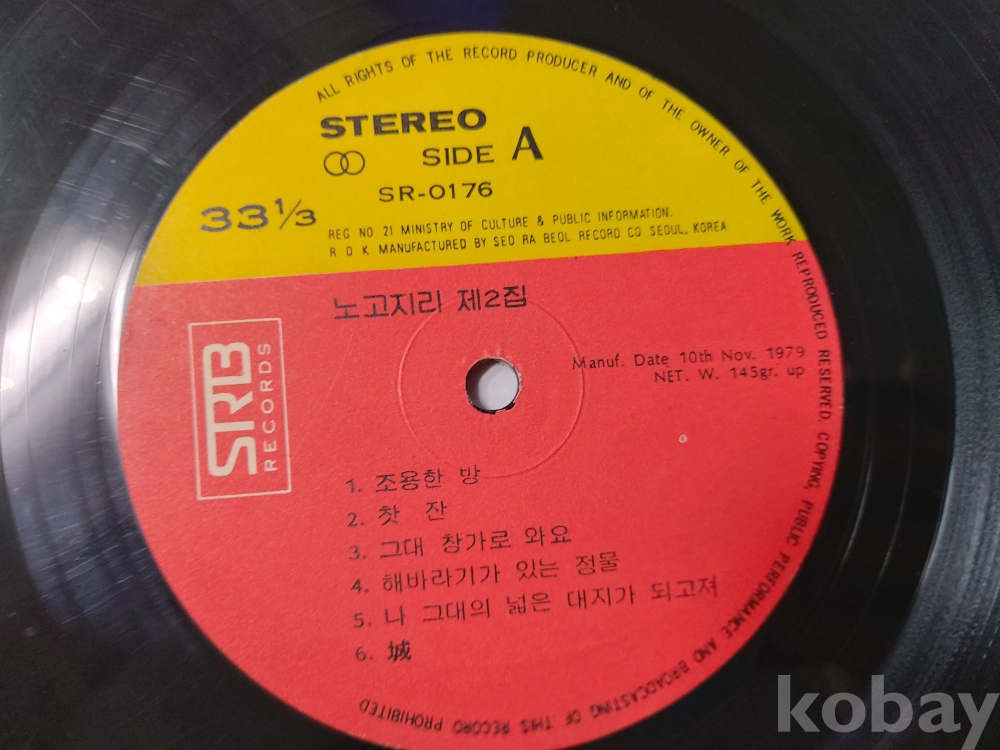 ALL RIGHTS OF THE RECORD PRODUCER AND OF THE OWNER OF THE WORK REPRODUCED RESERVED. COPYING, PUBLIC PERFORMANCE AND BROADCASTING OF THIS RECORD PROHIBITED
STEREO
SIDE A
SR-0176
33 1/3
REG NO 21 MINISTRY OF CULTURE & PUBLIC INFORMATION.
R O K MANUFACTURED BY SEO RA BEOL RECORD CO SEOUL, KOREA
노고지리 제2집
SRB
RECORDS
Manuf. Date 10th Nov. 1979
NET. W. 145gr. up
1. 조용한 방
2. 찻 잔
3. 그대 창가로 와요
4. 해바라기가 있는 정물
5. 나 그대의 넓은 대지가 되고져
6. 城
kobay